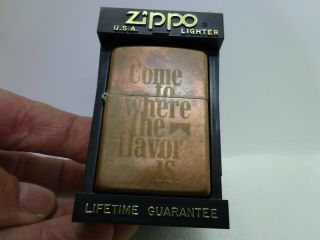 Zippo
U.S.A. LIGHTER
Come
to
where
the
flavor
is.
LIFETIME GUARANTEE